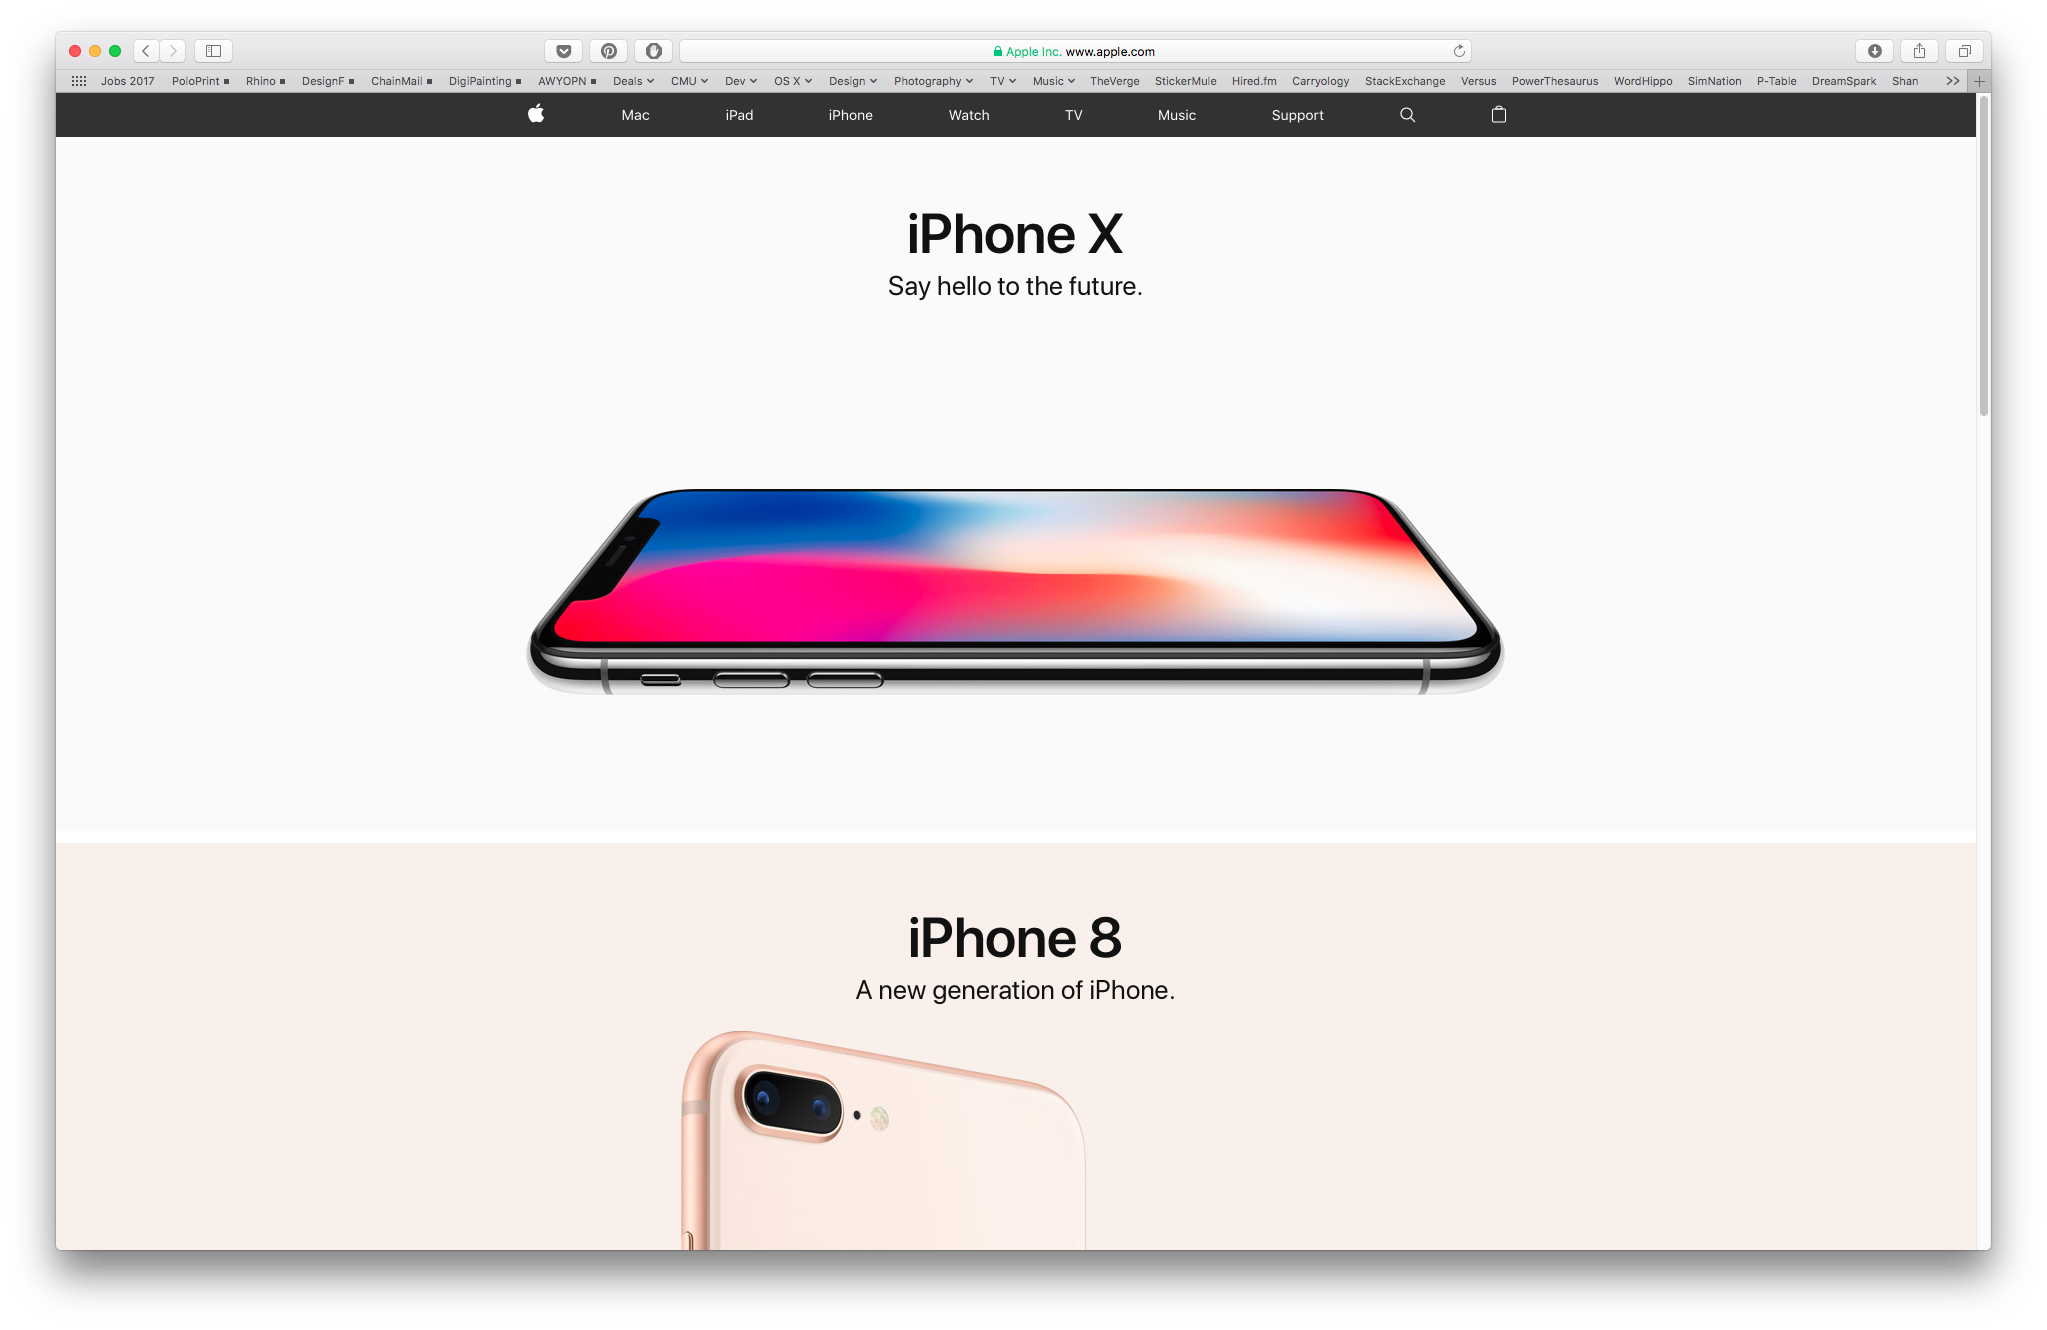 Apple Inc. www.apple.com
Jobs 2017 PoloPrint Rhino DesignF ChainMail DigiPainting AWYOPN Deals CMU Dev OS X Design Photography TV Music TheVerge StickerMule Hired.fm Carryology StackExchange Versus PowerThesaurus WordHippo SimNation P-Table DreamSpark Shan
Mac iPad iPhone Watch TV Music Support
iPhone X
Say hello to the future.
iPhone 8
A new generation of iPhone.